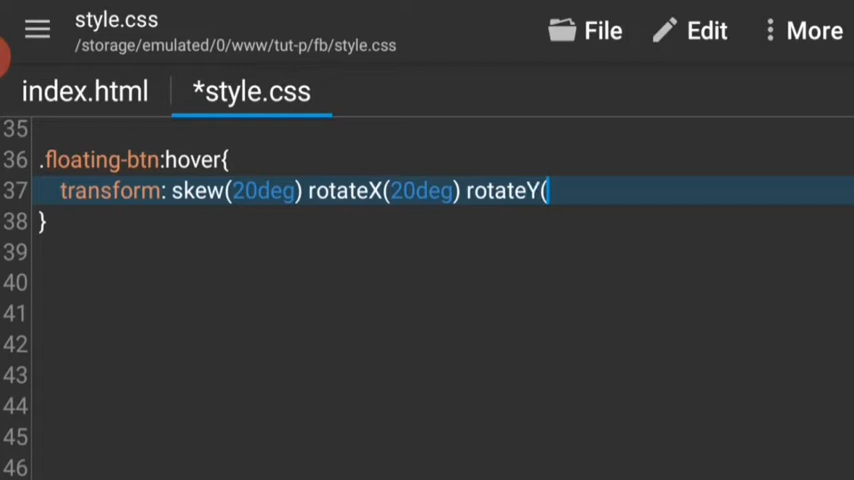 style.css
/storage/emulated/0/www/tut-p/fb/style.css
File
Edit
More
index.html
*style.css
35
36 .floating-btn:hover{
37 transform: skew(20deg) rotateX(20deg) rotateY(
38 }
39
40
41
42
43
44
45
46